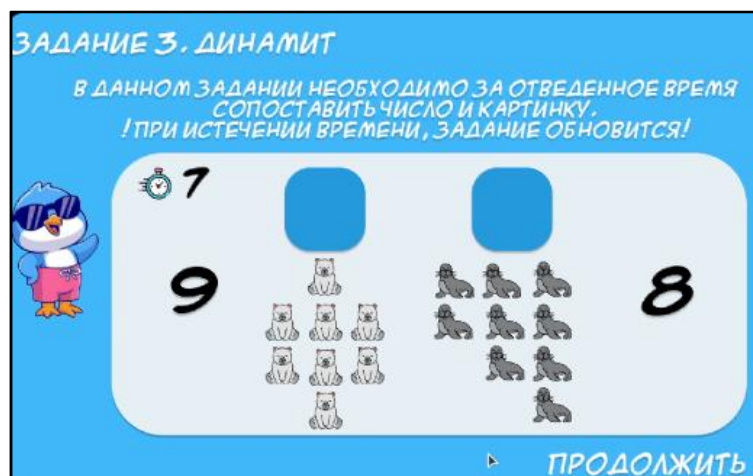 ЗАДАНИЕ 3. ДИНАМИТ
В ДАННОМ ЗАДАНИИ НЕОБХОДИМО ЗА ОТВЕДЕННОЕ ВРЕМЯ
СОПОСТАВИТЬ ЧИСЛО И КАРТИНКУ.
!ПРИ ИСТЕЧЕНИИ ВРЕМЕНИ, ЗАДАНИЕ ОБНОВИТСЯ!
7
9 8
ПРОДОЛЖИТЬ